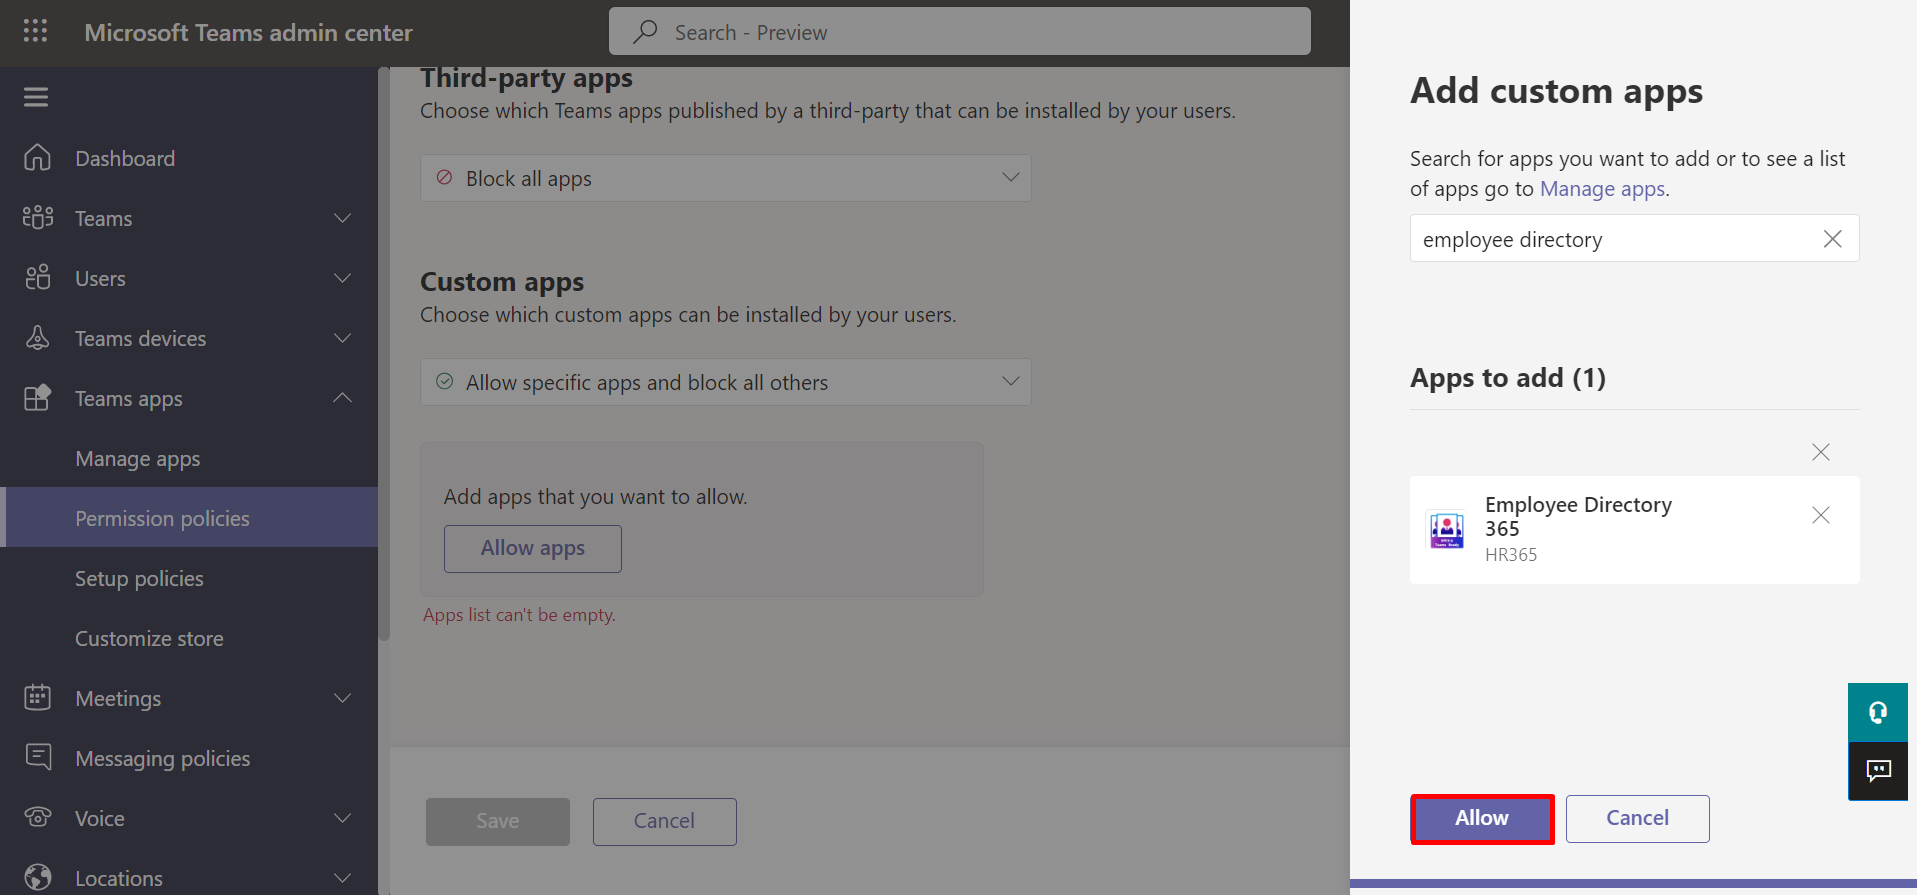 Microsoft Teams admin center
Search - Preview
Dashboard
Teams
Users
Teams devices
Teams apps
Manage apps
Permission policies
Setup policies
Customize store
Meetings
Messaging policies
Voice
Locations
Third-party apps
Choose which Teams apps published by a third-party that can be installed by your users.
Block all apps
Custom apps
Choose which custom apps can be installed by your users.
Allow specific apps and block all others
Add apps that you want to allow.
Allow apps
Apps list can't be empty.
Save
Cancel
Add custom apps
Search for apps you want to add or to see a list
of apps go to Manage apps.
employee directory
Apps to add (1)
Employee Directory
365
HR365
Allow
Cancel